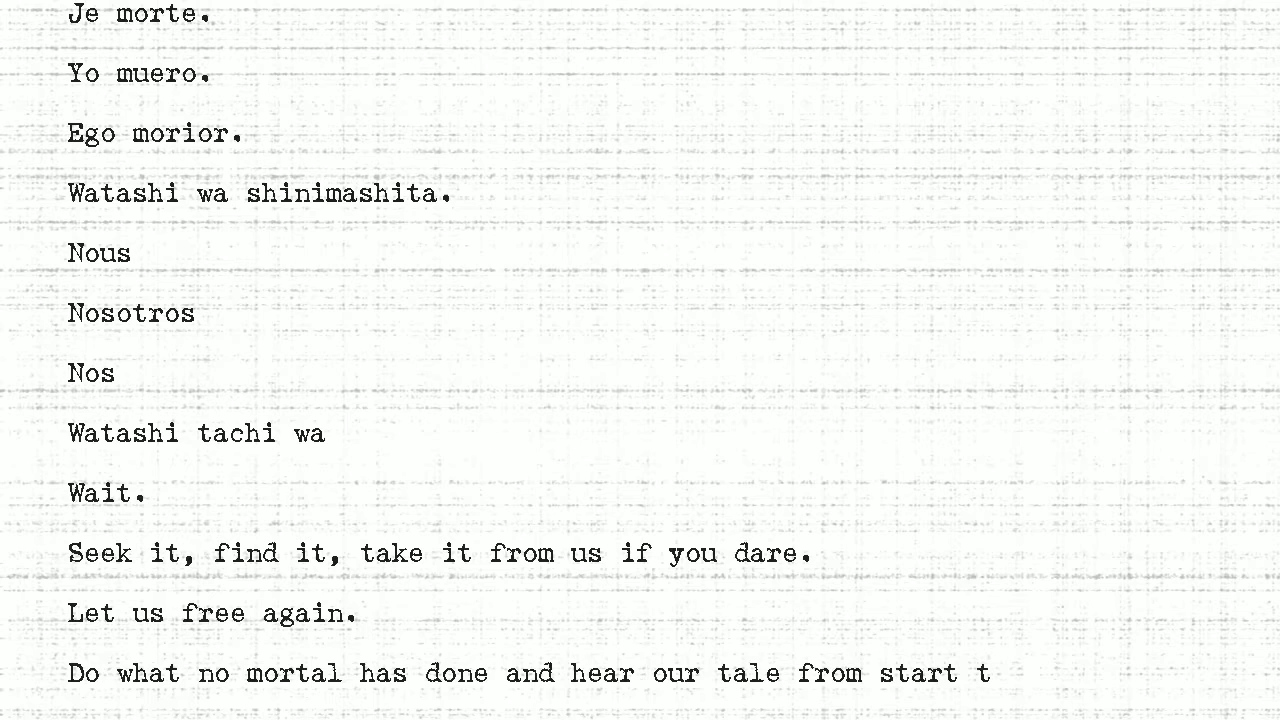 Je morte.
Yo muero.
Ego morior.
Watashi wa shinimashita.
Nous
Nosotros
Nos
Watashi tachi wa
Wait.
Seek it, find it, take it from us if you dare.
Let us free again.
Do what no mortal has done and hear our tale from start t